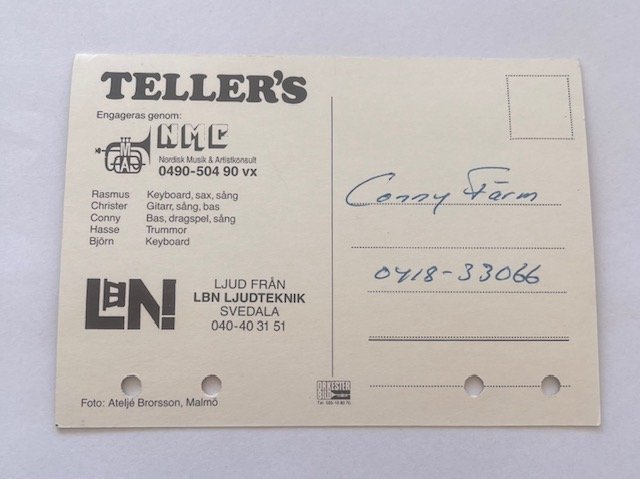 TELLER'S
Engageras genom:
NMC
MA
Nordisk Musik & Artistkonsult
0490-504 90 vx
Rasmus Keyboard, sax, sång
Christer Gitarr, sång, bas
Conny Bas, dragspel, sång
Hasse Trummor
Björn Keyboard
LBN!
LJUD FRÅN
LBN LJUDTEKNIK
SVEDALA
040-40 31 51
Foto: Ateljé Brorsson, Malmö
Conny Färm
0418-33066
ORKESTER